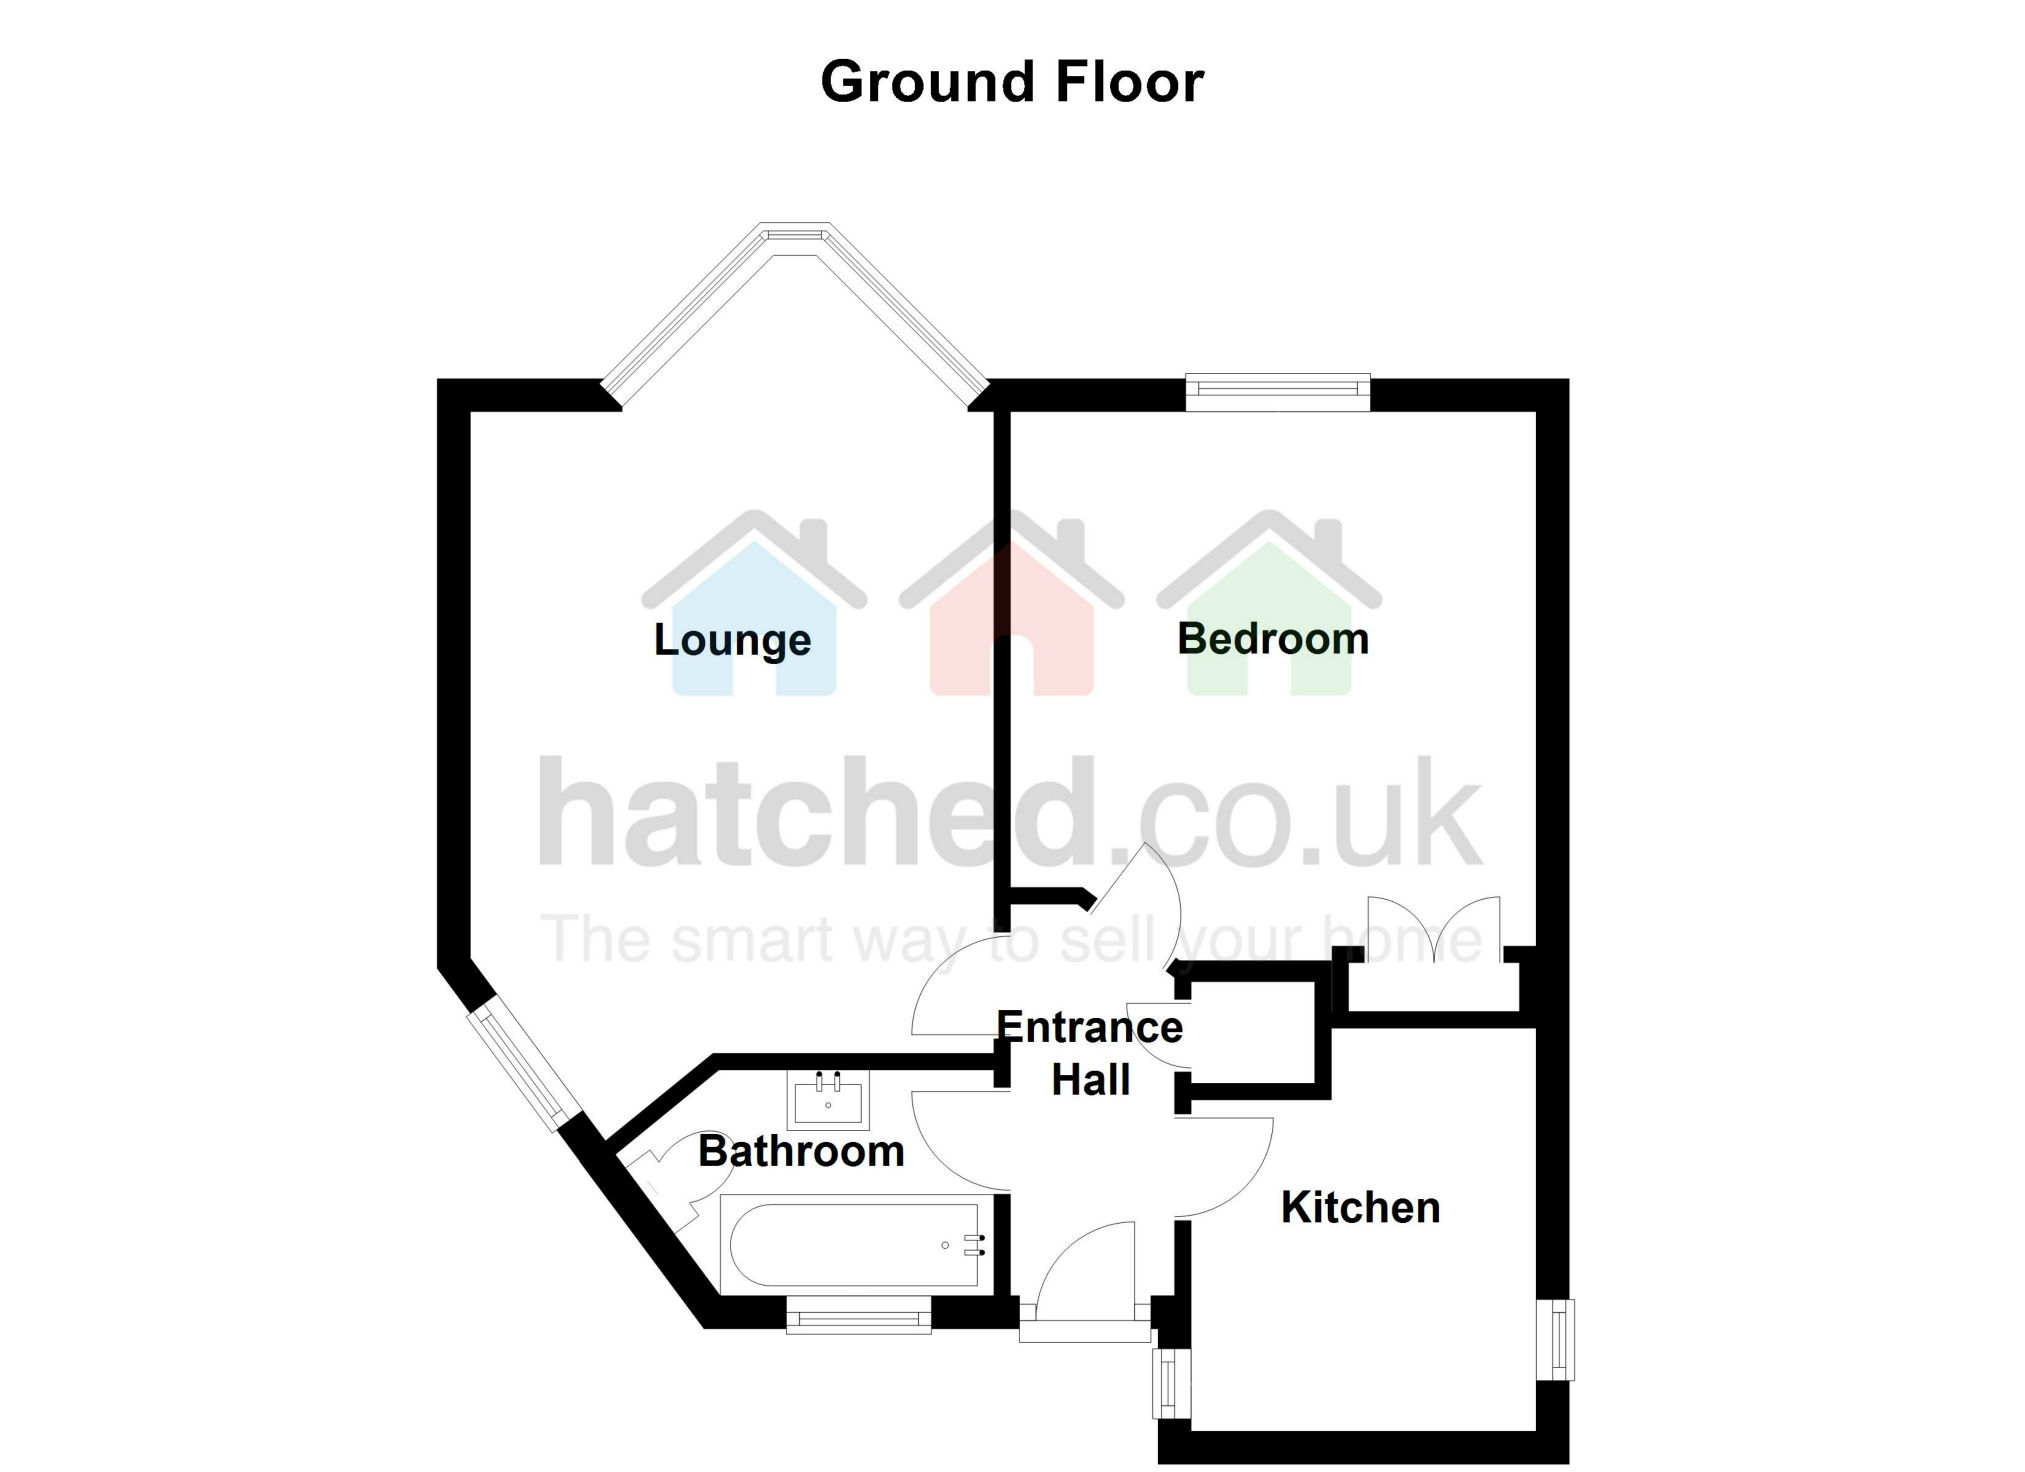 Ground Floor
Lounge
Bedroom
hatched.co.uk
The smart way to sell your home
Entrance
Hall
Bathroom
Kitchen